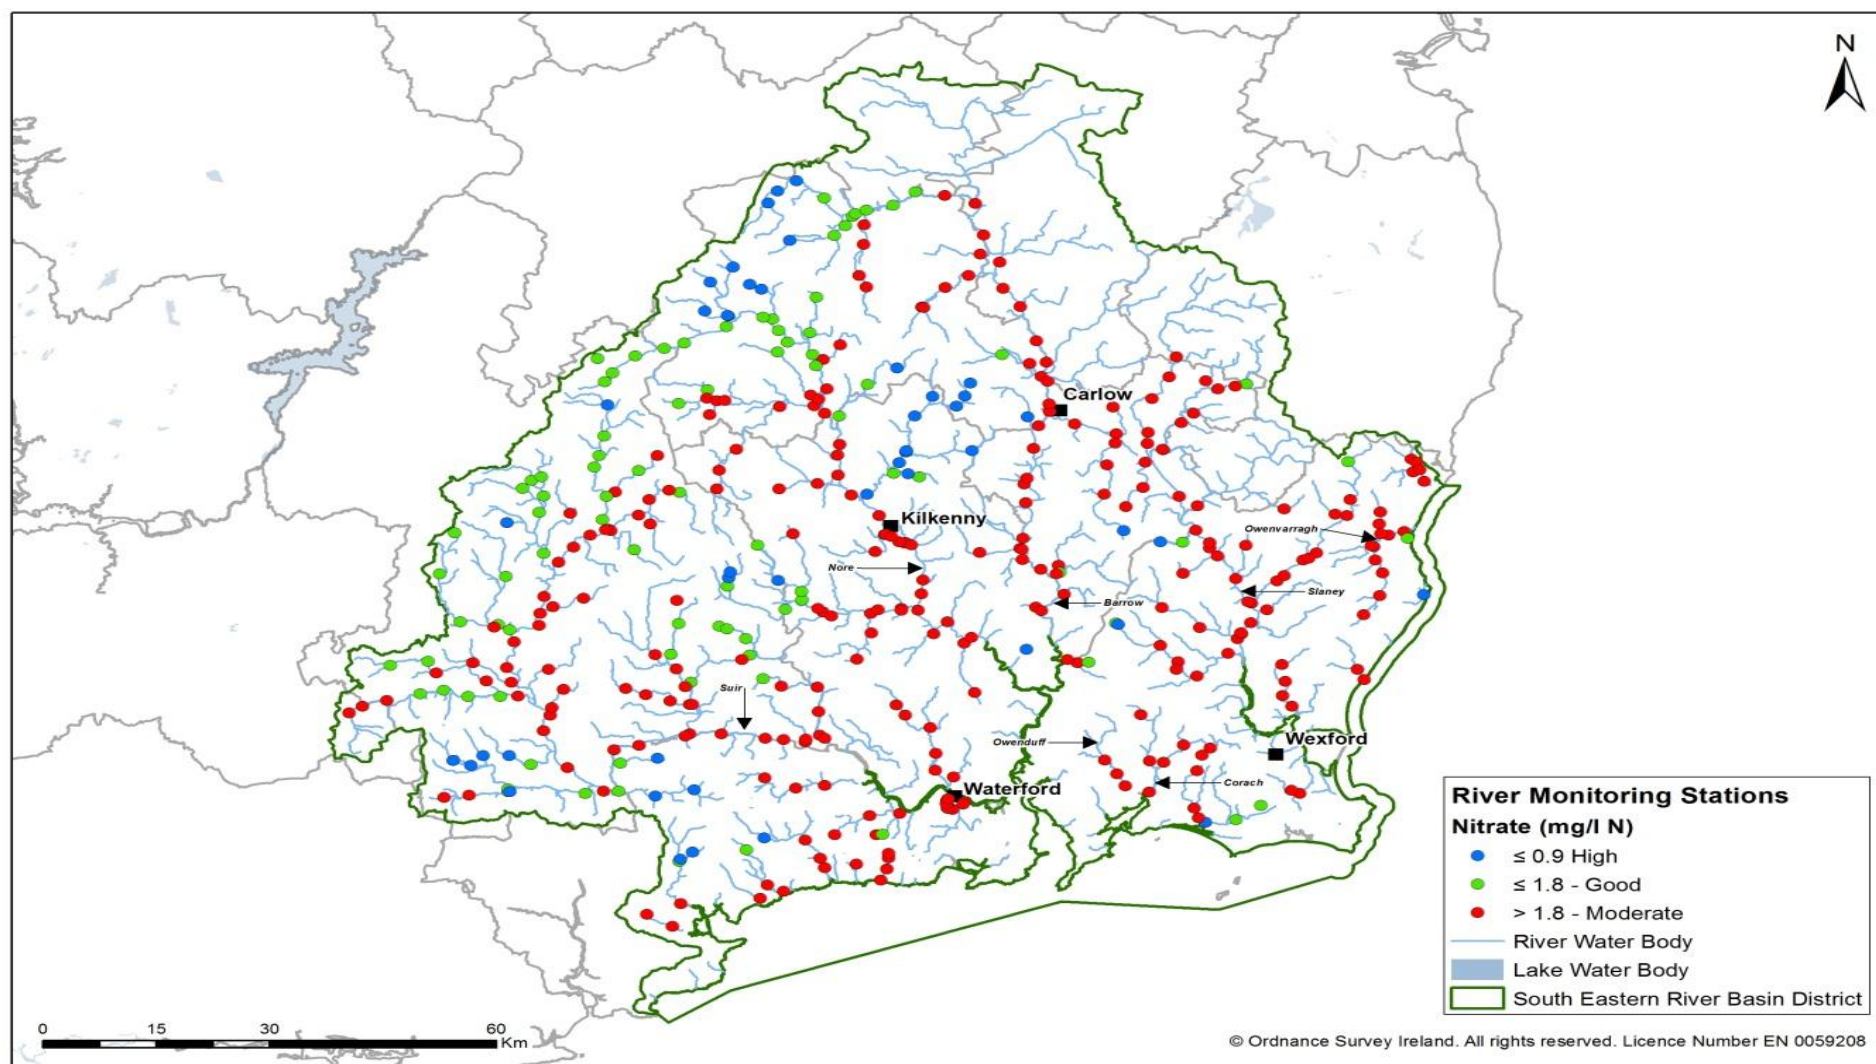 N
Carlow
Kilkenny
Owenvarragh
Nore
Slaney
Barrow
Suir
Owenduff
Wexford
Corach
Waterford
River Monitoring Stations
Nitrate (mg/l N)
≤ 0.9 High
≤ 1.8 - Good
> 1.8 - Moderate
River Water Body
Lake Water Body
South Eastern River Basin District
0 15 30 60
Km
© Ordnance Survey Ireland. All rights reserved. Licence Number EN 0059208